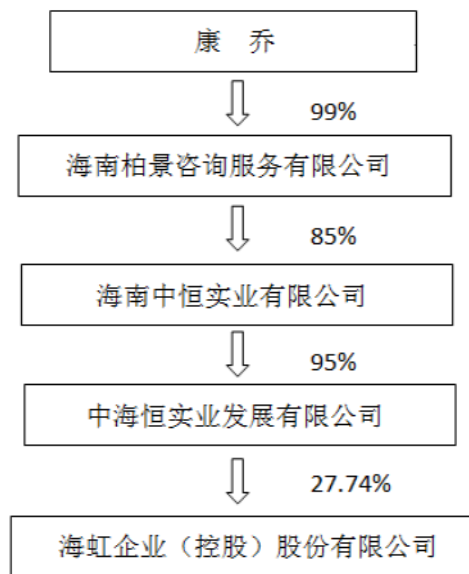 康 乔
99%
海南柏景咨询服务有限公司
85%
海南中恒实业有限公司
95%
中海恒实业发展有限公司
27.74%
海虹企业（控股）股份有限公司